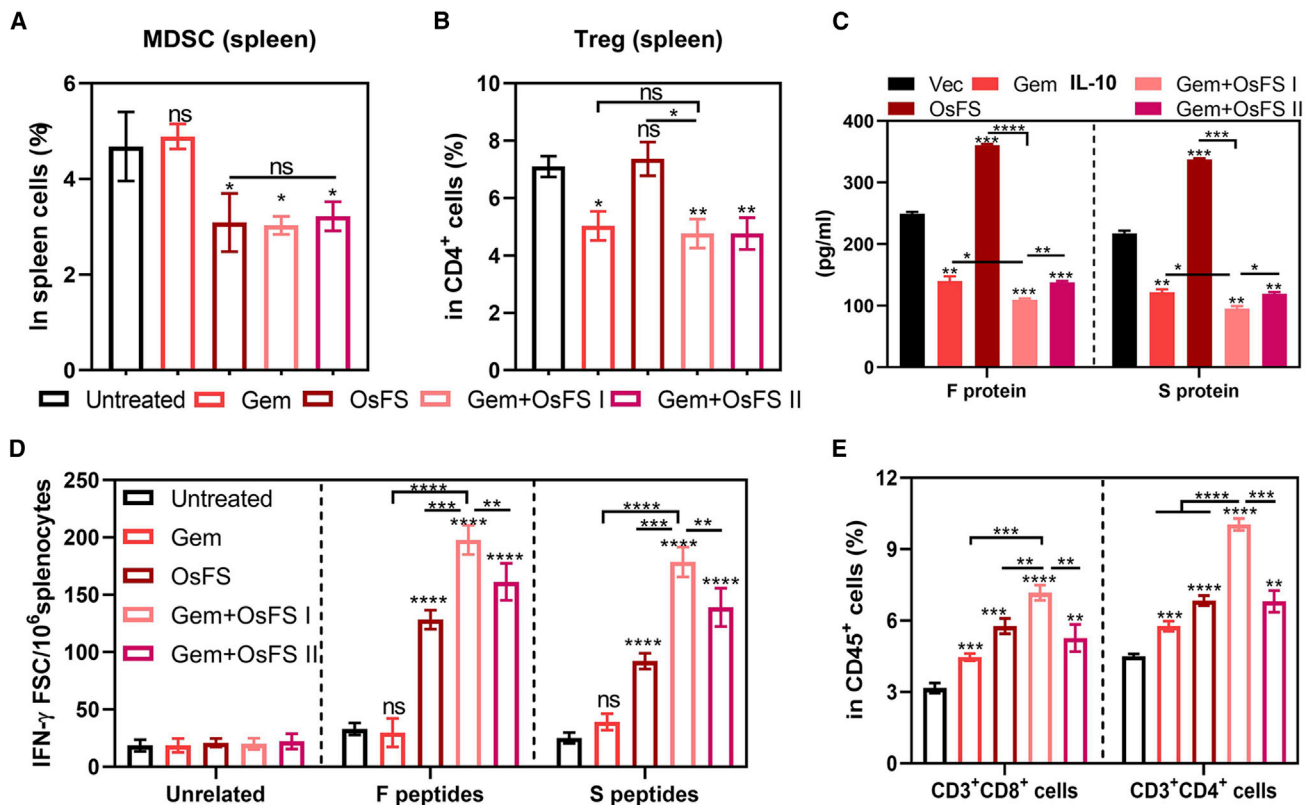 A
MDSC (spleen)
In spleen cells (%)
6
4
2
0
ns
*
ns
*
*
B
Treg (spleen)
in CD4+ cells (%)
10
8
6
4
2
0
ns
*
ns
*
**
**
Untreated Gem OsFS Gem+OsFS I Gem+OsFS II
C
Vec Gem IL-10 Gem+OsFS I
OsFS Gem+OsFS II
(pg/ml)
400
300
200
100
0
****
***
***
***
*
**
**
***
***
*
*
**
**
**
F protein S protein
D
IFN-γ FSC/10⁶splenocytes
250
200
150
100
50
0
Untreated
Gem
OsFS
Gem+OsFS I
Gem+OsFS II
****
***
**
****
****
****
ns
****
***
**
****
****
****
ns
Unrelated F peptides S peptides
E
in CD45+ cells (%)
12
9
6
3
0
***
**
**
****
***
***
**
****
***
****
**
****
***
CD3+CD8+ cells CD3+CD4+ cells